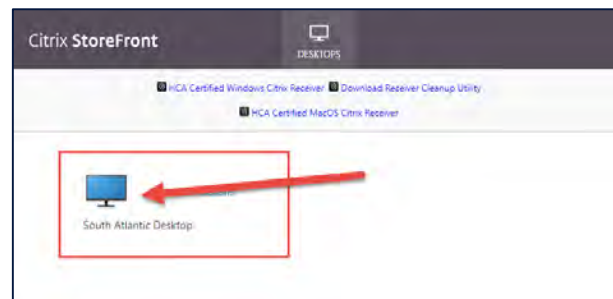 Citrix StoreFront
DESKTOPS
HCA Certified Windows Citrix Receiver Download Receiver Cleanup Utility
HCA Certified MacOS Citrix Receiver
South Atlantic Desktop